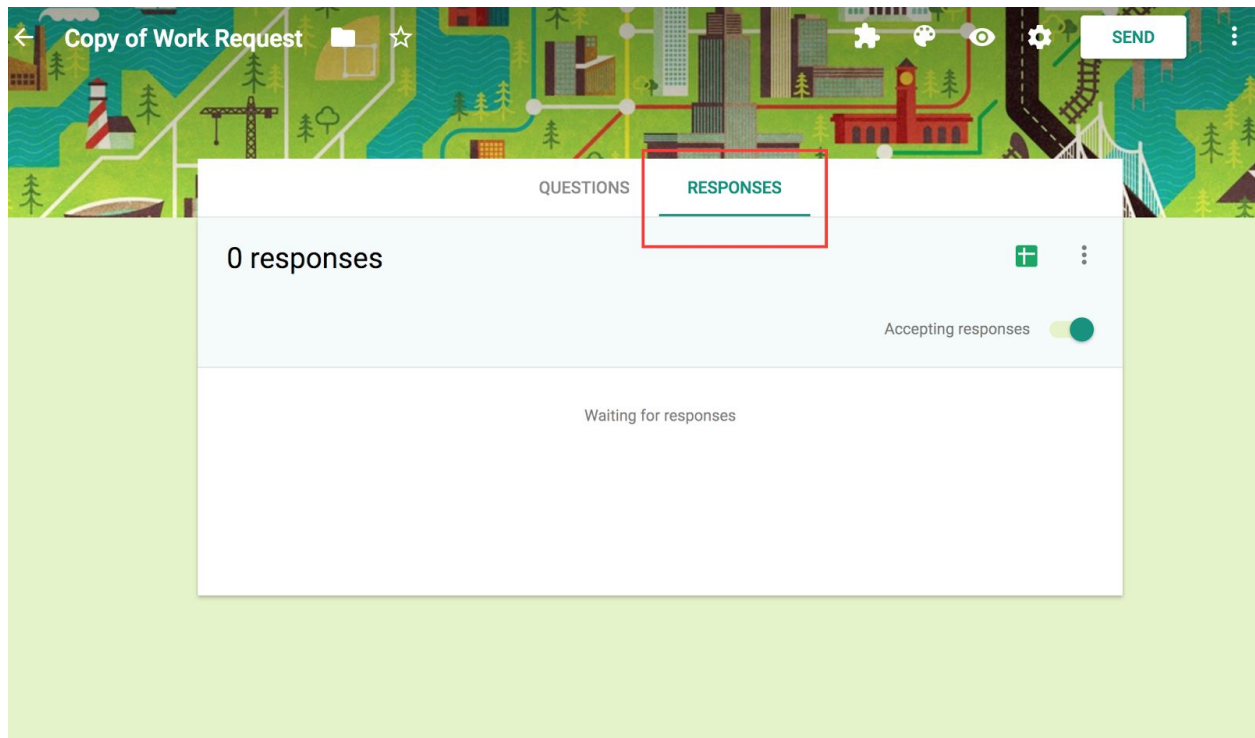 Copy of Work Request
SEND
QUESTIONS
RESPONSES
0 responses
Accepting responses
Waiting for responses